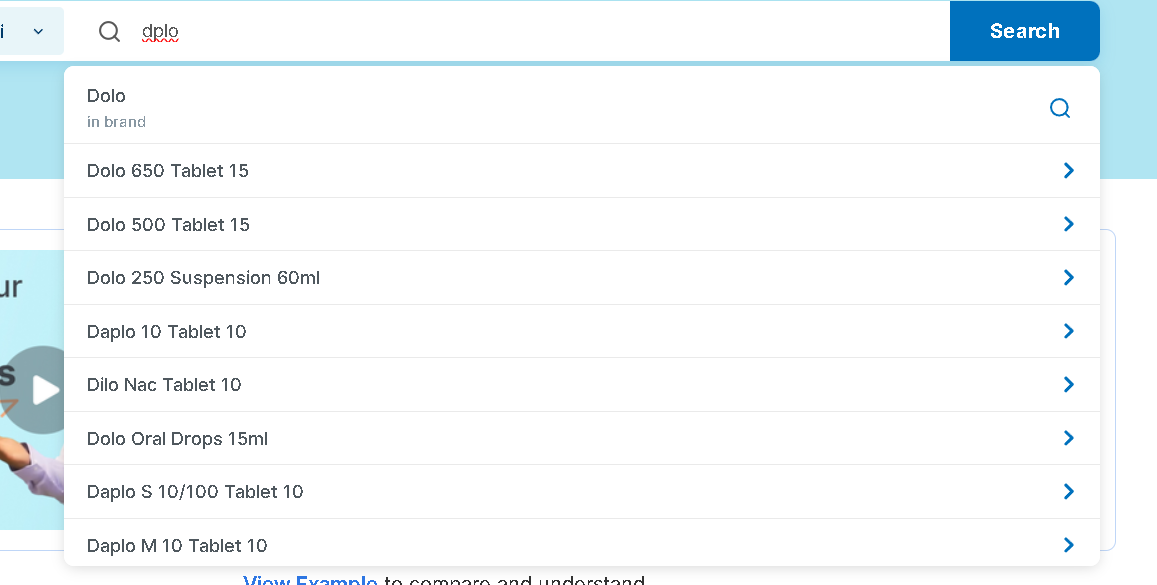 i
dplo
Search
Dolo
in brand
Dolo 650 Tablet 15
Dolo 500 Tablet 15
Dolo 250 Suspension 60ml
ur
Daplo 10 Tablet 10
s
Dilo Nac Tablet 10
Dolo Oral Drops 15ml
Daplo S 10/100 Tablet 10
Daplo M 10 Tablet 10
View Example to compare and understand